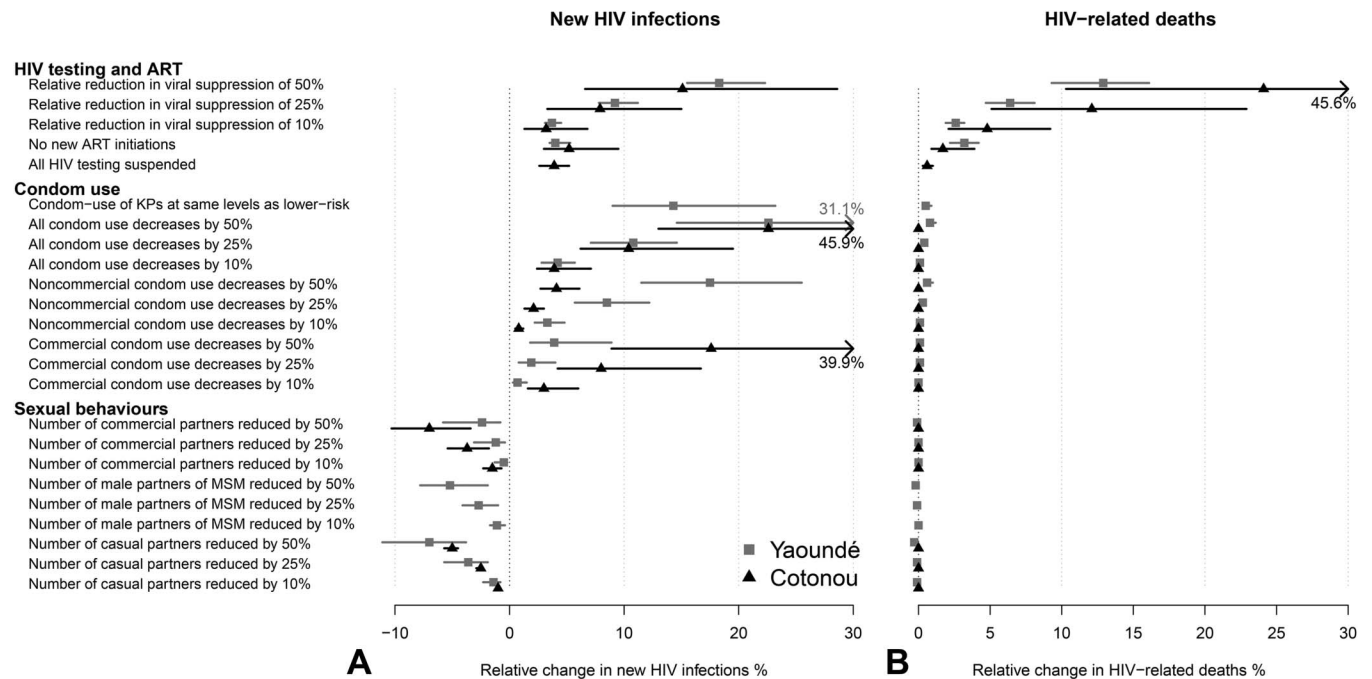 New HIV infections
HIV−related deaths
HIV testing and ART
Relative reduction in viral suppression of 50%
Relative reduction in viral suppression of 25%
45.6%
Relative reduction in viral suppression of 10%
No new ART initiations
All HIV testing suspended
Condom use
Condom−use of KPs at same levels as lower−risk
31.1%
All condom use decreases by 50%
All condom use decreases by 25%
45.9%
All condom use decreases by 10%
Noncommercial condom use decreases by 50%
Noncommercial condom use decreases by 25%
Noncommercial condom use decreases by 10%
Commercial condom use decreases by 50%
Commercial condom use decreases by 25%
39.9%
Commercial condom use decreases by 10%
Sexual behaviours
Number of commercial partners reduced by 50%
Number of commercial partners reduced by 25%
Number of commercial partners reduced by 10%
Number of male partners of MSM reduced by 50%
Number of male partners of MSM reduced by 25%
Number of male partners of MSM reduced by 10%
Number of casual partners reduced by 50%
Number of casual partners reduced by 25%
Number of casual partners reduced by 10%
Yaoundé
Cotonou
−10 0 10 20 30
0 5 10 15 20 25 30
A
Relative change in new HIV infections %
B
Relative change in HIV−related deaths %